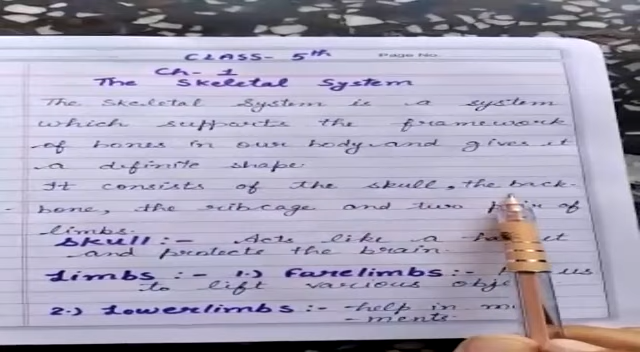 CLASS- 5th
Page No.
Ch- 1
The Skeletal System
The Skeletal System is a system
which supports the framework
of bones in our body and gives it
a definite shape.
It consists of the skull, the back-
bone, the ribcage and two of
limbs.
Skull:- Acts like a
and protects the brain.
Limbs:- 1.) Farelimbs:- us
to lift various
2.) Lowerlimbs:- help in
-ments.